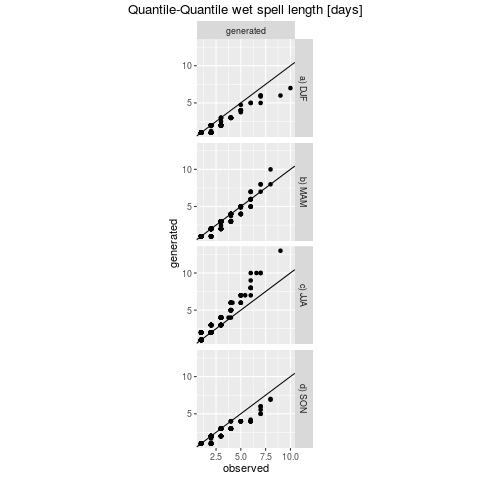 Quantile-Quantile wet spell length [days]
generated
10
5
a) DJF
10
5
b) MAM
generated
10
5
c) JJA
10
5
d) SON
2.5 5.0 7.5 10.0
observed